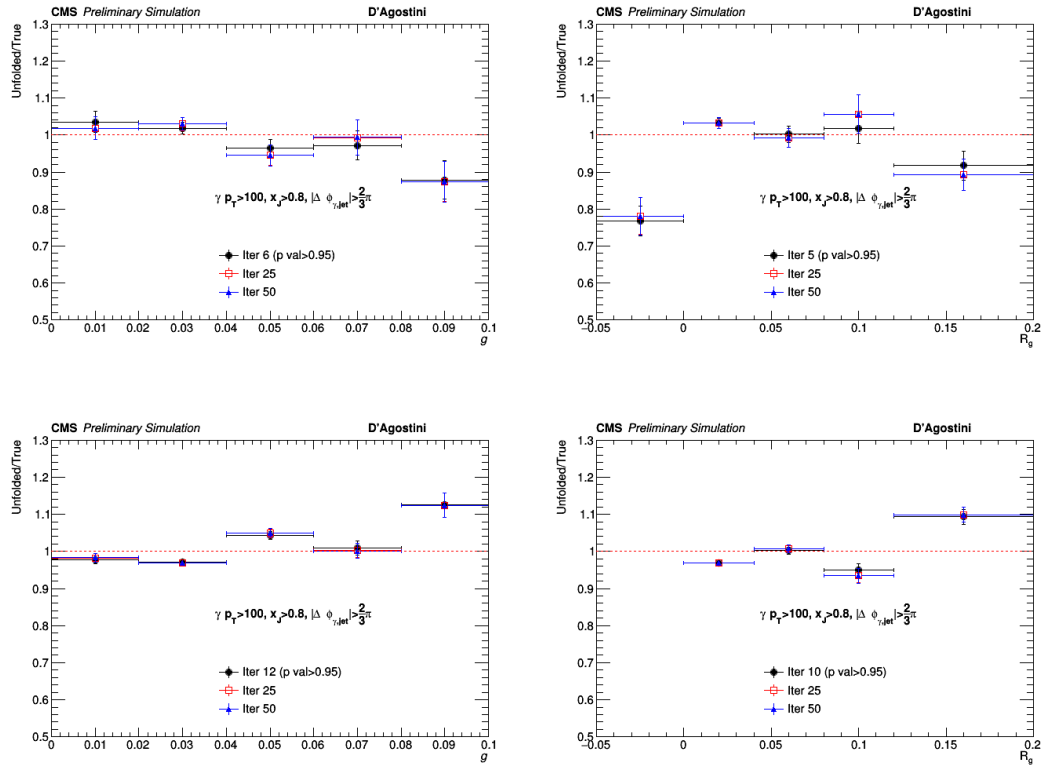 CMS Preliminary Simulation D'Agostini
Unfolded/True
1.3
1.2
1.1
1
0.9
0.8
0.7
0.6
0.5
γ p_T>100, x_J>0.8, |Δ ϕ_γ,jet|>2/3π
Iter 6 (p val>0.95)
Iter 25
Iter 50
0 0.01 0.02 0.03 0.04 0.05 0.06 0.07 0.08 0.09 0.1
g
CMS Preliminary Simulation D'Agostini
Unfolded/True
1.3
1.2
1.1
1
0.9
0.8
0.7
0.6
0.5
γ p_T>100, x_J>0.8, |Δ ϕ_γ,jet|>2/3π
Iter 5 (p val>0.95)
Iter 25
Iter 50
−0.05 0 0.05 0.1 0.15 0.2
R_g
CMS Preliminary Simulation D'Agostini
Unfolded/True
1.3
1.2
1.1
1
0.9
0.8
0.7
0.6
0.5
γ p_T>100, x_J>0.8, |Δ ϕ_γ,jet|>2/3π
Iter 12 (p val>0.95)
Iter 25
Iter 50
0 0.01 0.02 0.03 0.04 0.05 0.06 0.07 0.08 0.09 0.1
g
CMS Preliminary Simulation D'Agostini
Unfolded/True
1.3
1.2
1.1
1
0.9
0.8
0.7
0.6
0.5
γ p_T>100, x_J>0.8, |Δ ϕ_γ,jet|>2/3π
Iter 10 (p val>0.95)
Iter 25
Iter 50
−0.05 0 0.05 0.1 0.15 0.2
R_g